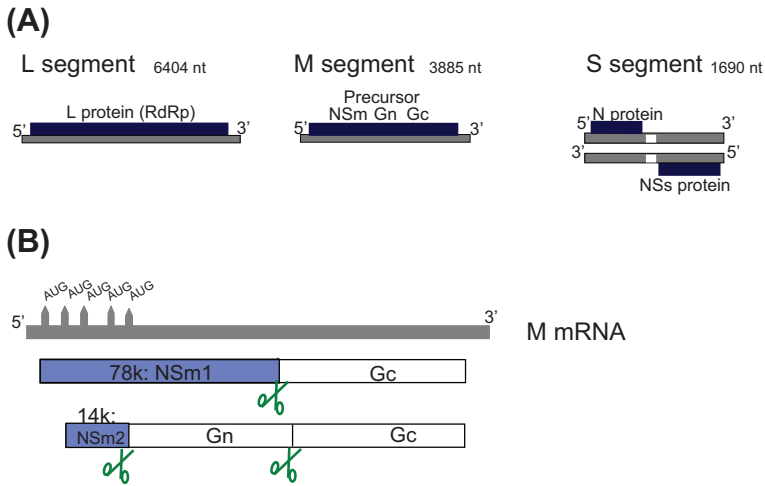 (A)
L segment 6404 nt
M segment 3885 nt
S segment 1690 nt
L protein (RdRp)
5’ 3’
Precursor
NSm Gn Gc
5’ 3’
N protein
5’ 3’
3’ 5’
NSs protein
(B)
AUG AUG AUG AUG AUG
5’ 3’
M mRNA
78k: NSm1 Gc
14k:
NSm2 Gn Gc